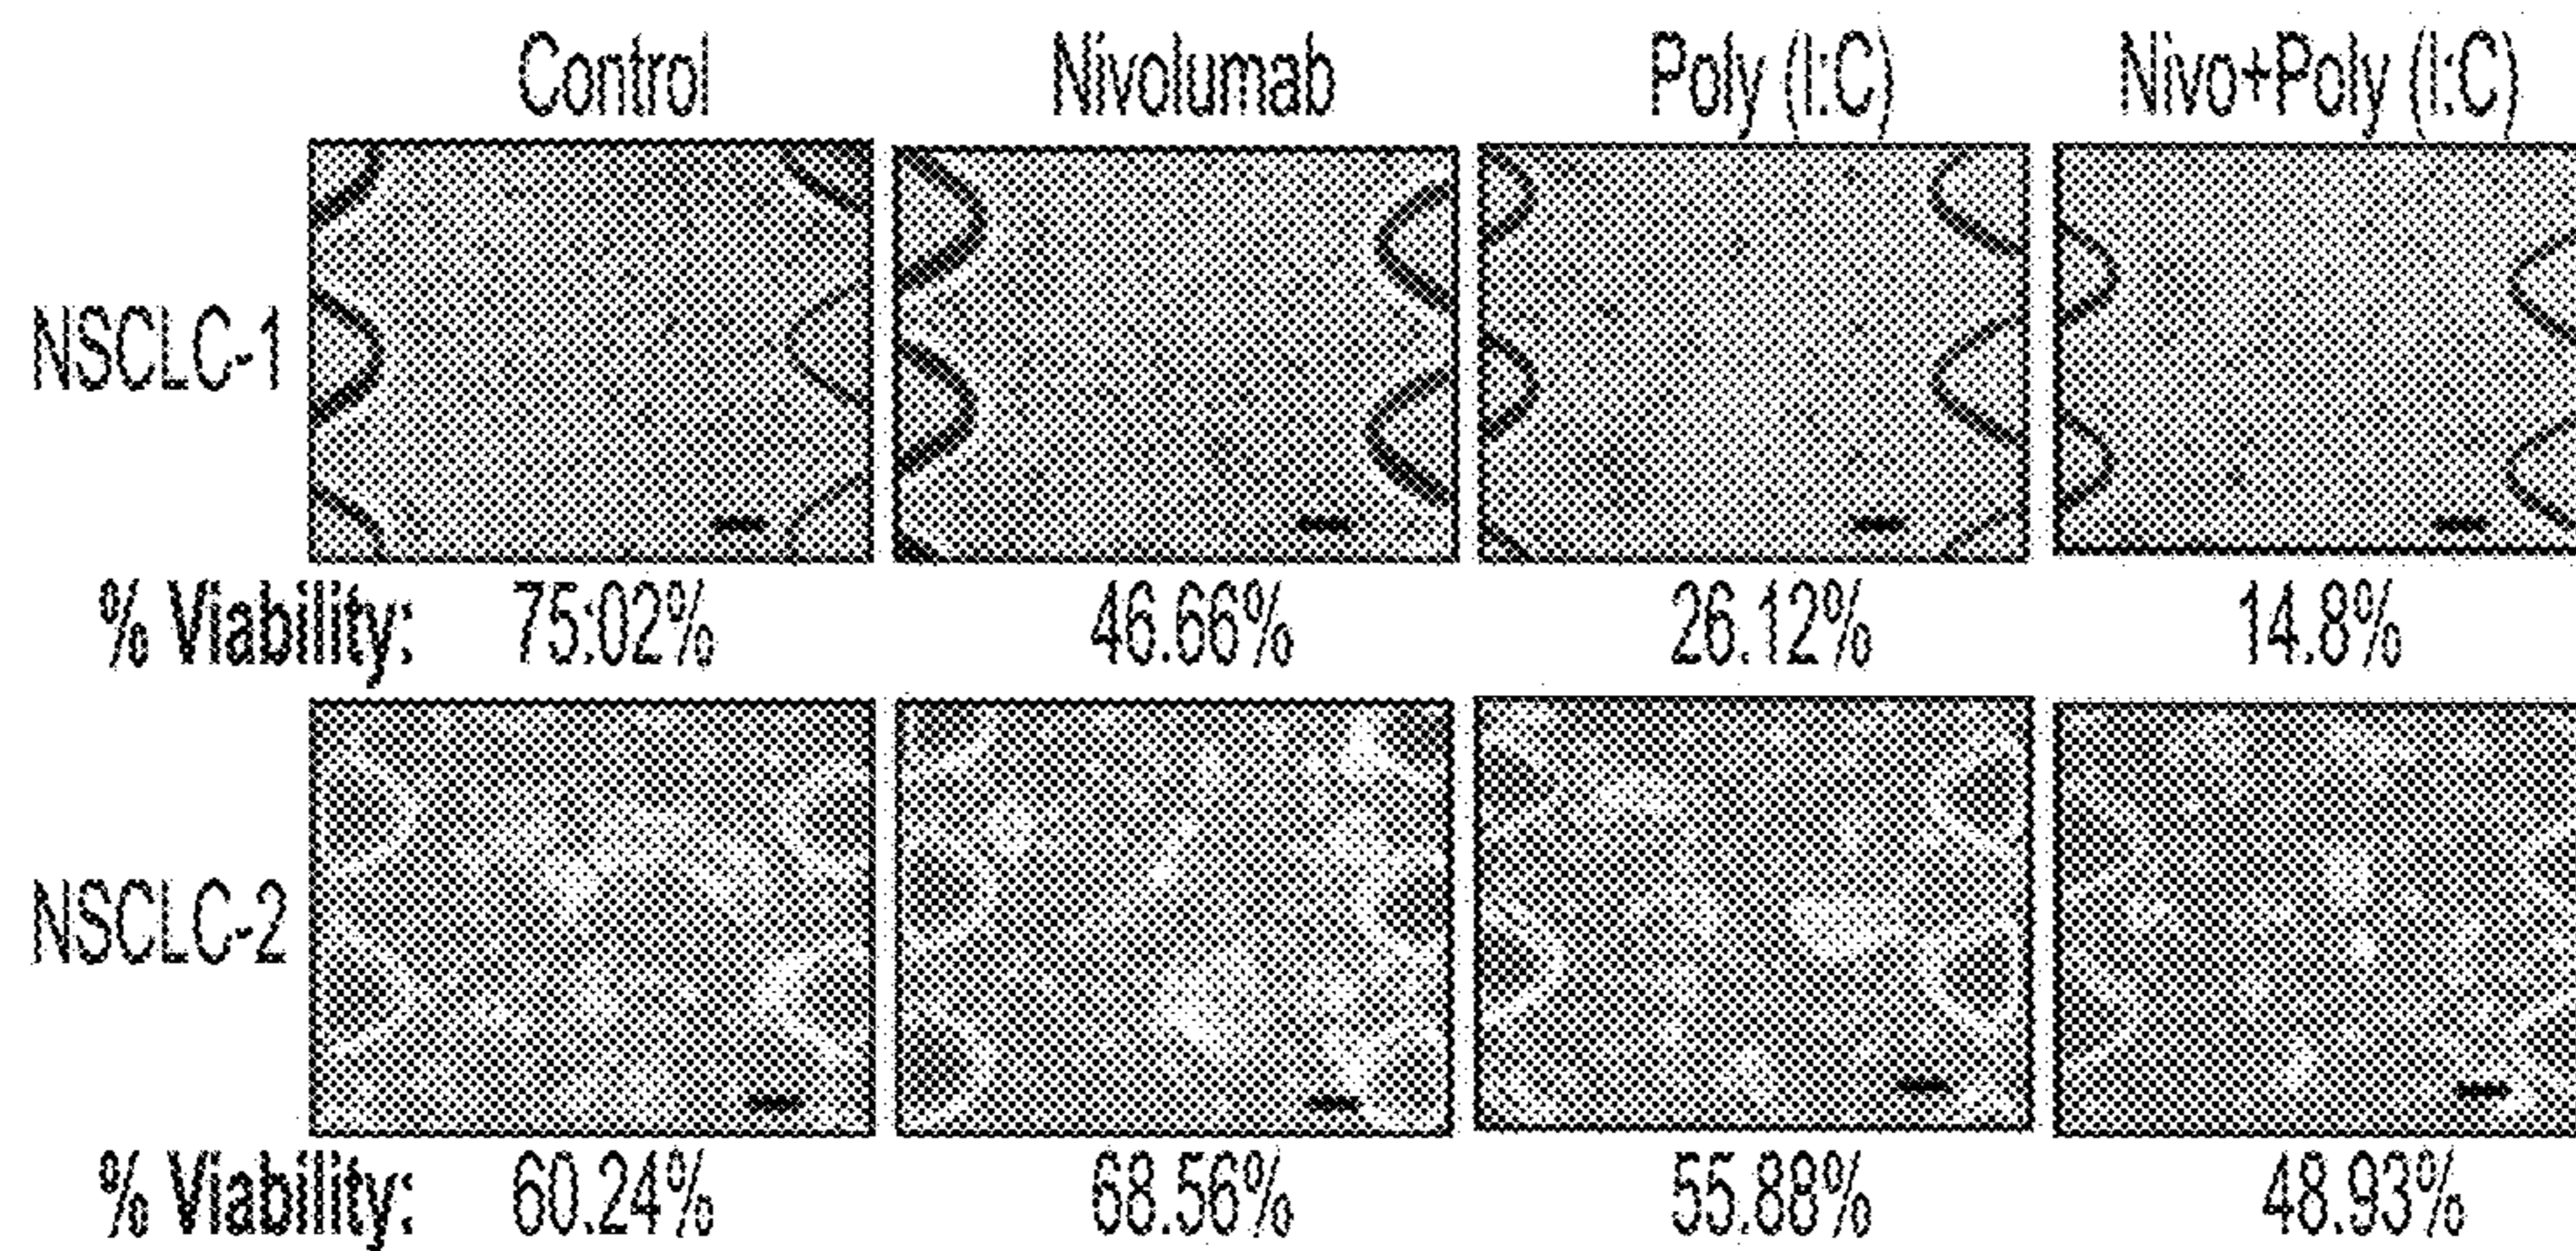 Control Nivolumab Poly (I:C) Nivo+Poly (I:C)
NSCLC-1
% Viability: 75.02% 46.66% 26.12% 14.8%
NSCLC-2
% Viability: 60.24% 68.56% 55.88% 48.93%